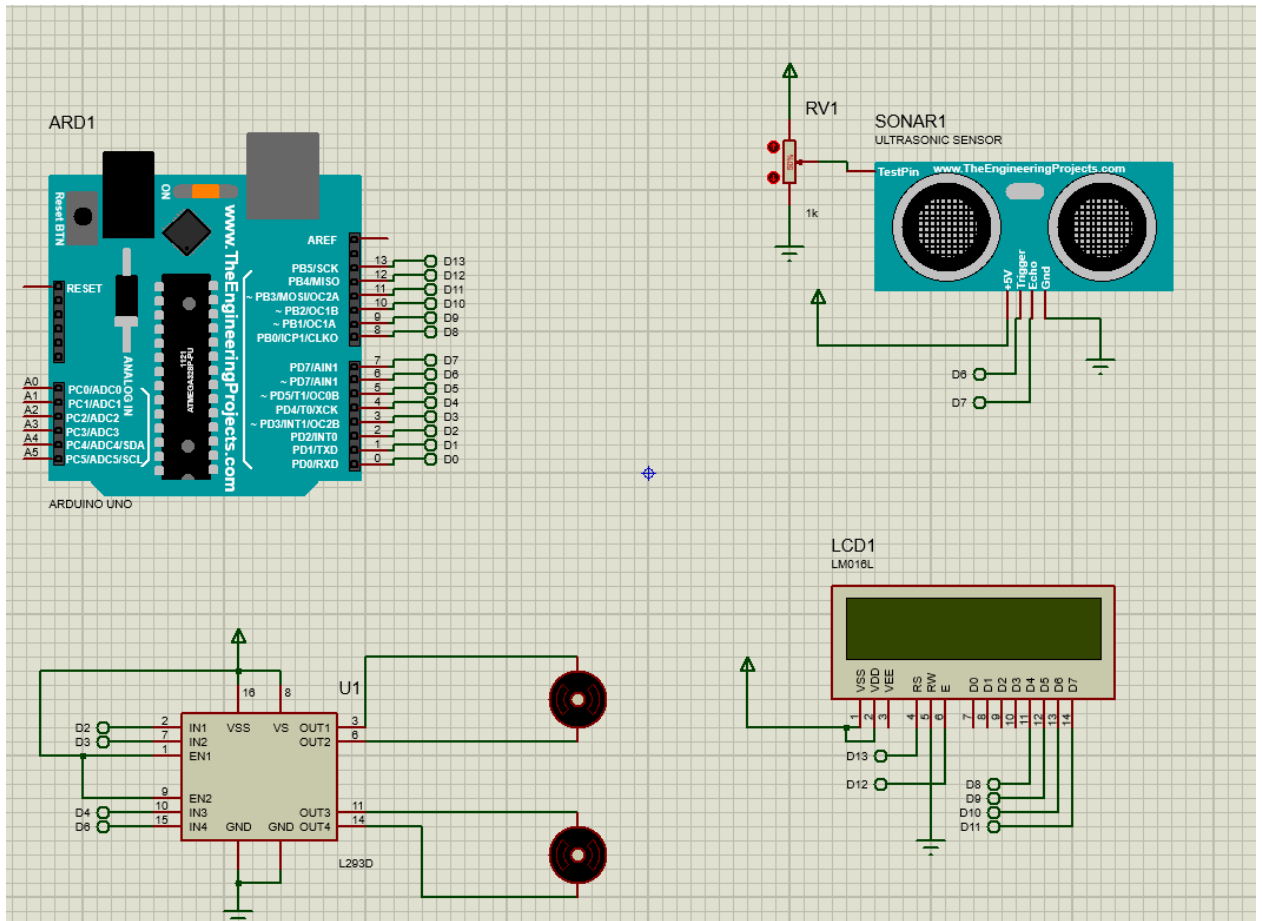 ARD1
Reset BTN
ON
www.TheEngineeringProjects.com
RESET
ANALOG IN
1121
ATMEGA328P-PU
AREF
PB5/SCK 13 D13
PB4/MISO 12 D12
~ PB3/MOSI/OC2A 11 D11
~ PB2/OC1B 10 D10
~ PB1/OC1A 9 D9
PB0/ICP1/CLKO 8 D8
PD7/AIN1 7 D7
~ PD7/AIN1 6 D6
~ PD5/T1/OC0B 5 D5
PD4/T0/XCK 4 D4
~ PD3/INT1/OC2B 3 D3
PD2/INT0 2 D2
PD1/TXD 1 D1
PD0/RXD 0 D0
A0 PC0/ADC0
A1 PC1/ADC1
A2 PC2/ADC2
A3 PC3/ADC3
A4 PC4/ADC4/SDA
A5 PC5/ADC5/SCL
ARDUINO UNO
RV1
50%
1k
SONAR1
ULTRASONIC SENSOR
TestPin www.TheEngineeringProjects.com
+5V
Trigger
Echo
Gnd
D6
D7
U1
16 8
D2 2 IN1 VSS VS OUT1 3
D3 7 IN2 OUT2 6
1 EN1
9 EN2
D4 10 IN3 OUT3 11
D6 15 IN4 GND GND OUT4 14
L293D
LCD1
LM016L
VSS VDD VEE RS RW E D0 D1 D2 D3 D4 D5 D6 D7
1 2 3 4 5 6 7 8 9 10 11 12 13 14
D13
D12
D8
D9
D10
D11